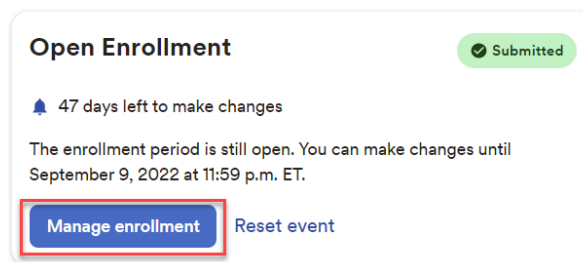 Open Enrollment
Submitted
47 days left to make changes
The enrollment period is still open. You can make changes until
September 9, 2022 at 11:59 p.m. ET.
Manage enrollment Reset event